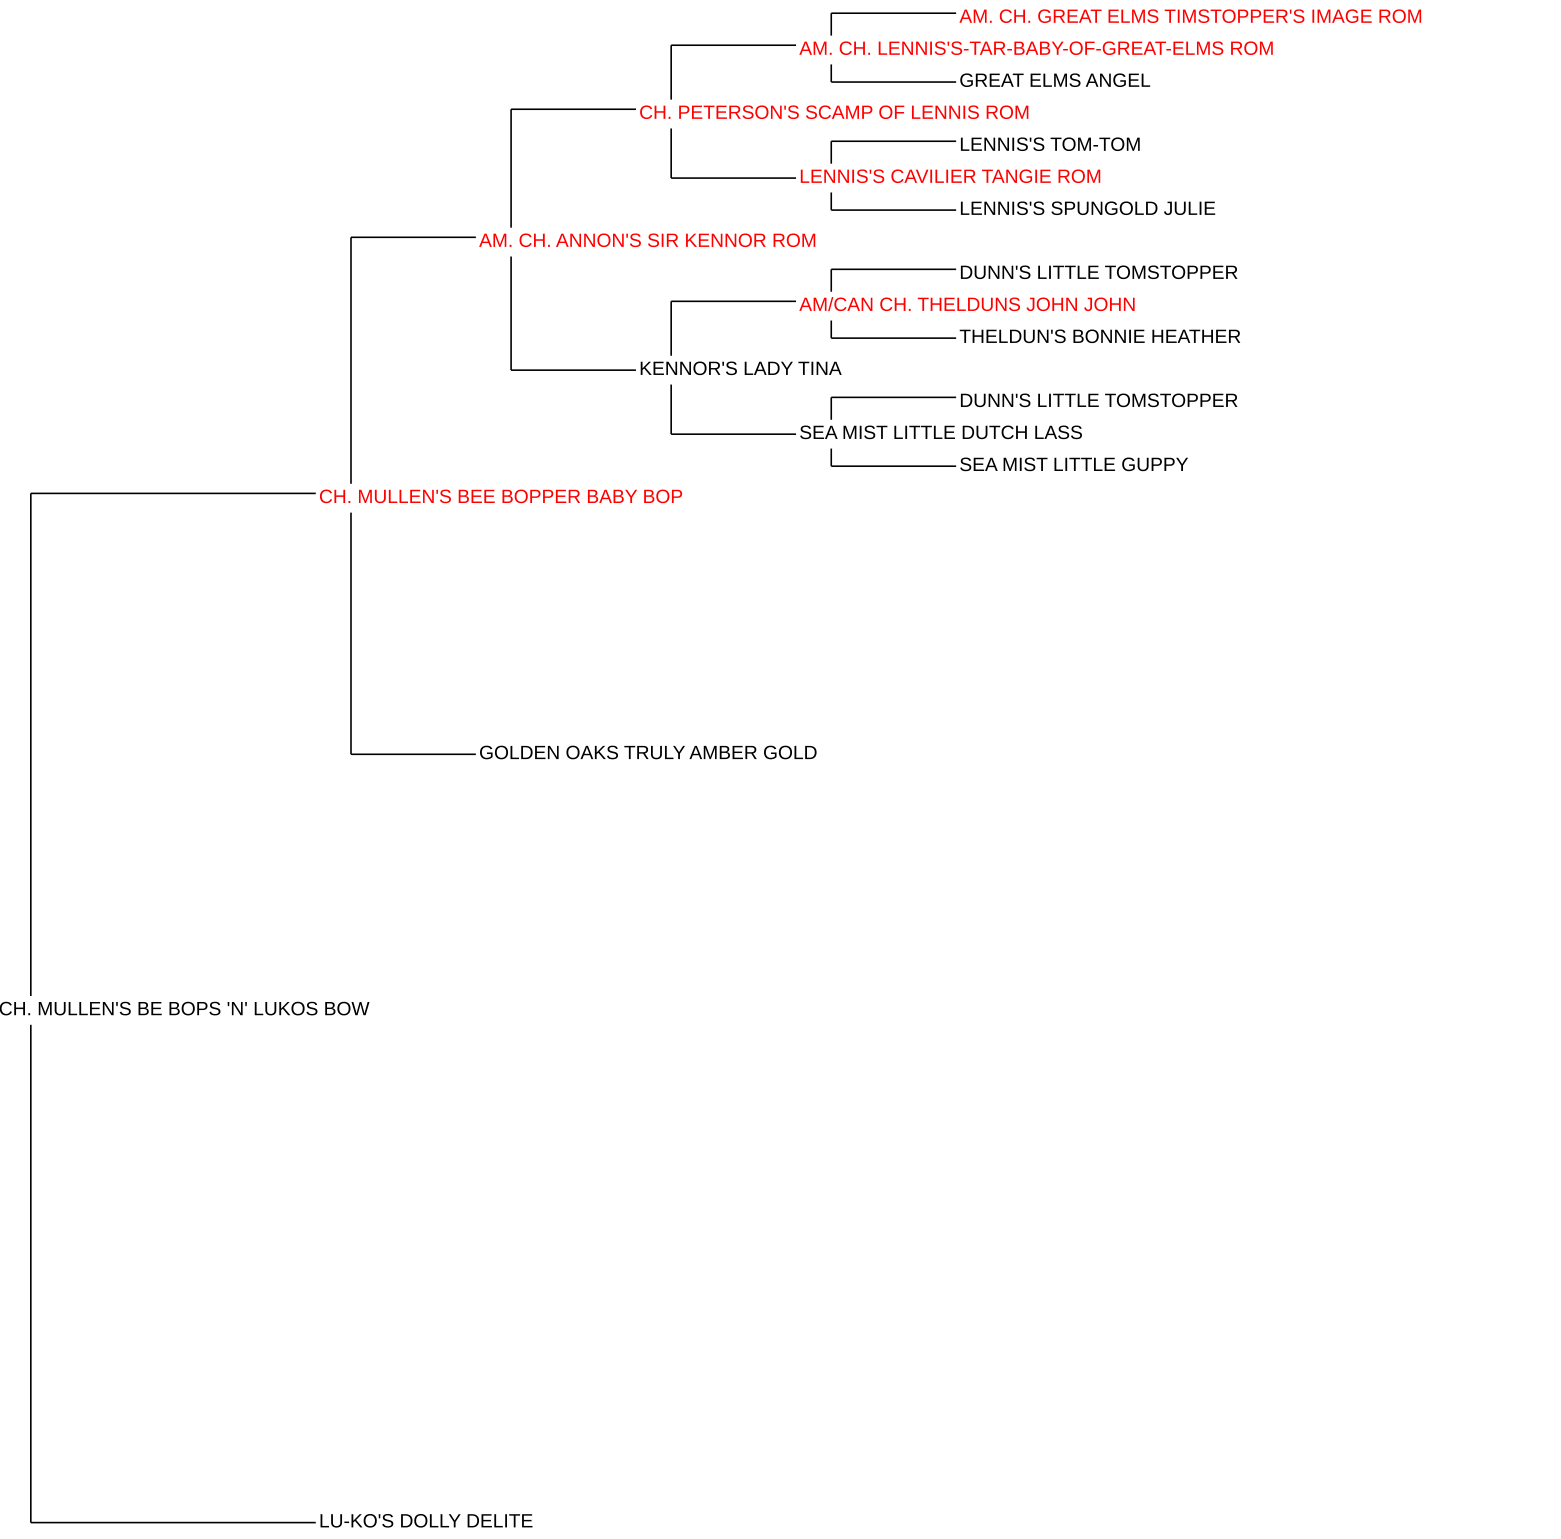 AM. CH. GREAT ELMS TIMSTOPPER'S IMAGE ROM
AM. CH. LENNIS'S-TAR-BABY-OF-GREAT-ELMS ROM
GREAT ELMS ANGEL
CH. PETERSON'S SCAMP OF LENNIS ROM
LENNIS'S TOM-TOM
LENNIS'S CAVILIER TANGIE ROM
LENNIS'S SPUNGOLD JULIE
AM. CH. ANNON'S SIR KENNOR ROM
DUNN'S LITTLE TOMSTOPPER
AM/CAN CH. THELDUNS JOHN JOHN
THELDUN'S BONNIE HEATHER
KENNOR'S LADY TINA
DUNN'S LITTLE TOMSTOPPER
SEA MIST LITTLE DUTCH LASS
SEA MIST LITTLE GUPPY
CH. MULLEN'S BEE BOPPER BABY BOP
GOLDEN OAKS TRULY AMBER GOLD
CH. MULLEN'S BE BOPS 'N' LUKOS BOW
LU-KO'S DOLLY DELITE